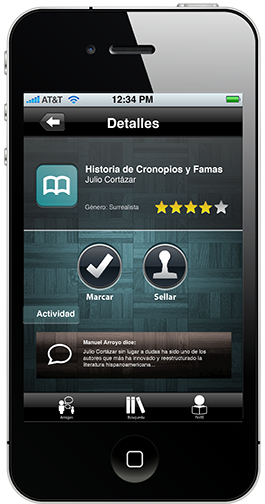 AT&T 12:34 PM
Detalles
Historia de Cronopios y Famas
Julio Cortázar
Género: Surrealista
Marcar Sellar
Actividad
Manuel Arroyo dice:
Julio Cortázar sin lugar a dudas ha sido uno de los
autores que más ha innovado y reestructurado la
literatura hispanoamericana...
Amigos Búsqueda Perfil